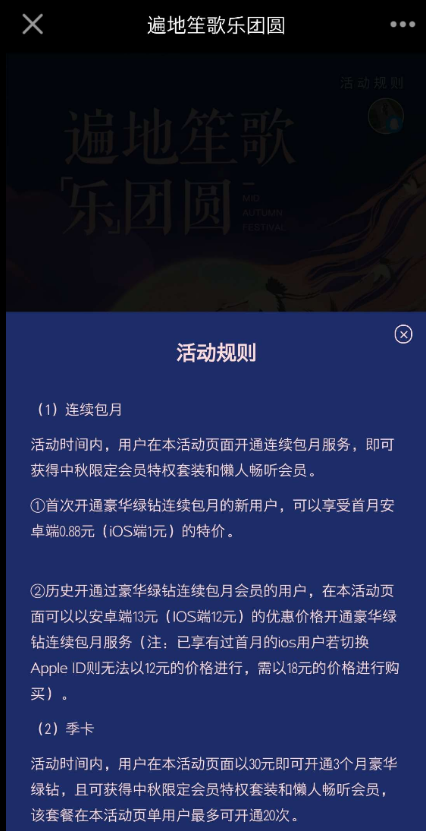 遍地笙歌乐团圆
活动规则
遍地笙歌
「乐」团圆
MID
AUTUMN
FESTIVAL
活动规则
（1）连续包月
活动时间内，用户在本活动页面开通连续包月服务，即可
获得中秋限定会员特权套装和懒人畅听会员。
①首次开通豪华绿钻连续包月的新用户，可以享受首月安
卓端0.88元（iOS端1元）的特价。
②历史开通过豪华绿钻连续包月会员的用户，在本活动页
面可以以安卓端13元（IOS端12元）的优惠价格开通豪华绿
钻连续包月服务（注：已享有过首月的ios用户若切换
Apple ID则无法以12元的价格进行，需以18元的价格进行购
买）。
（2）季卡
活动时间内，用户在本活动页面以30元即可开通3个月豪华
绿钻，且可获得中秋限定会员特权套装和懒人畅听会员，
该套餐在本活动页单用户最多可开通20次。